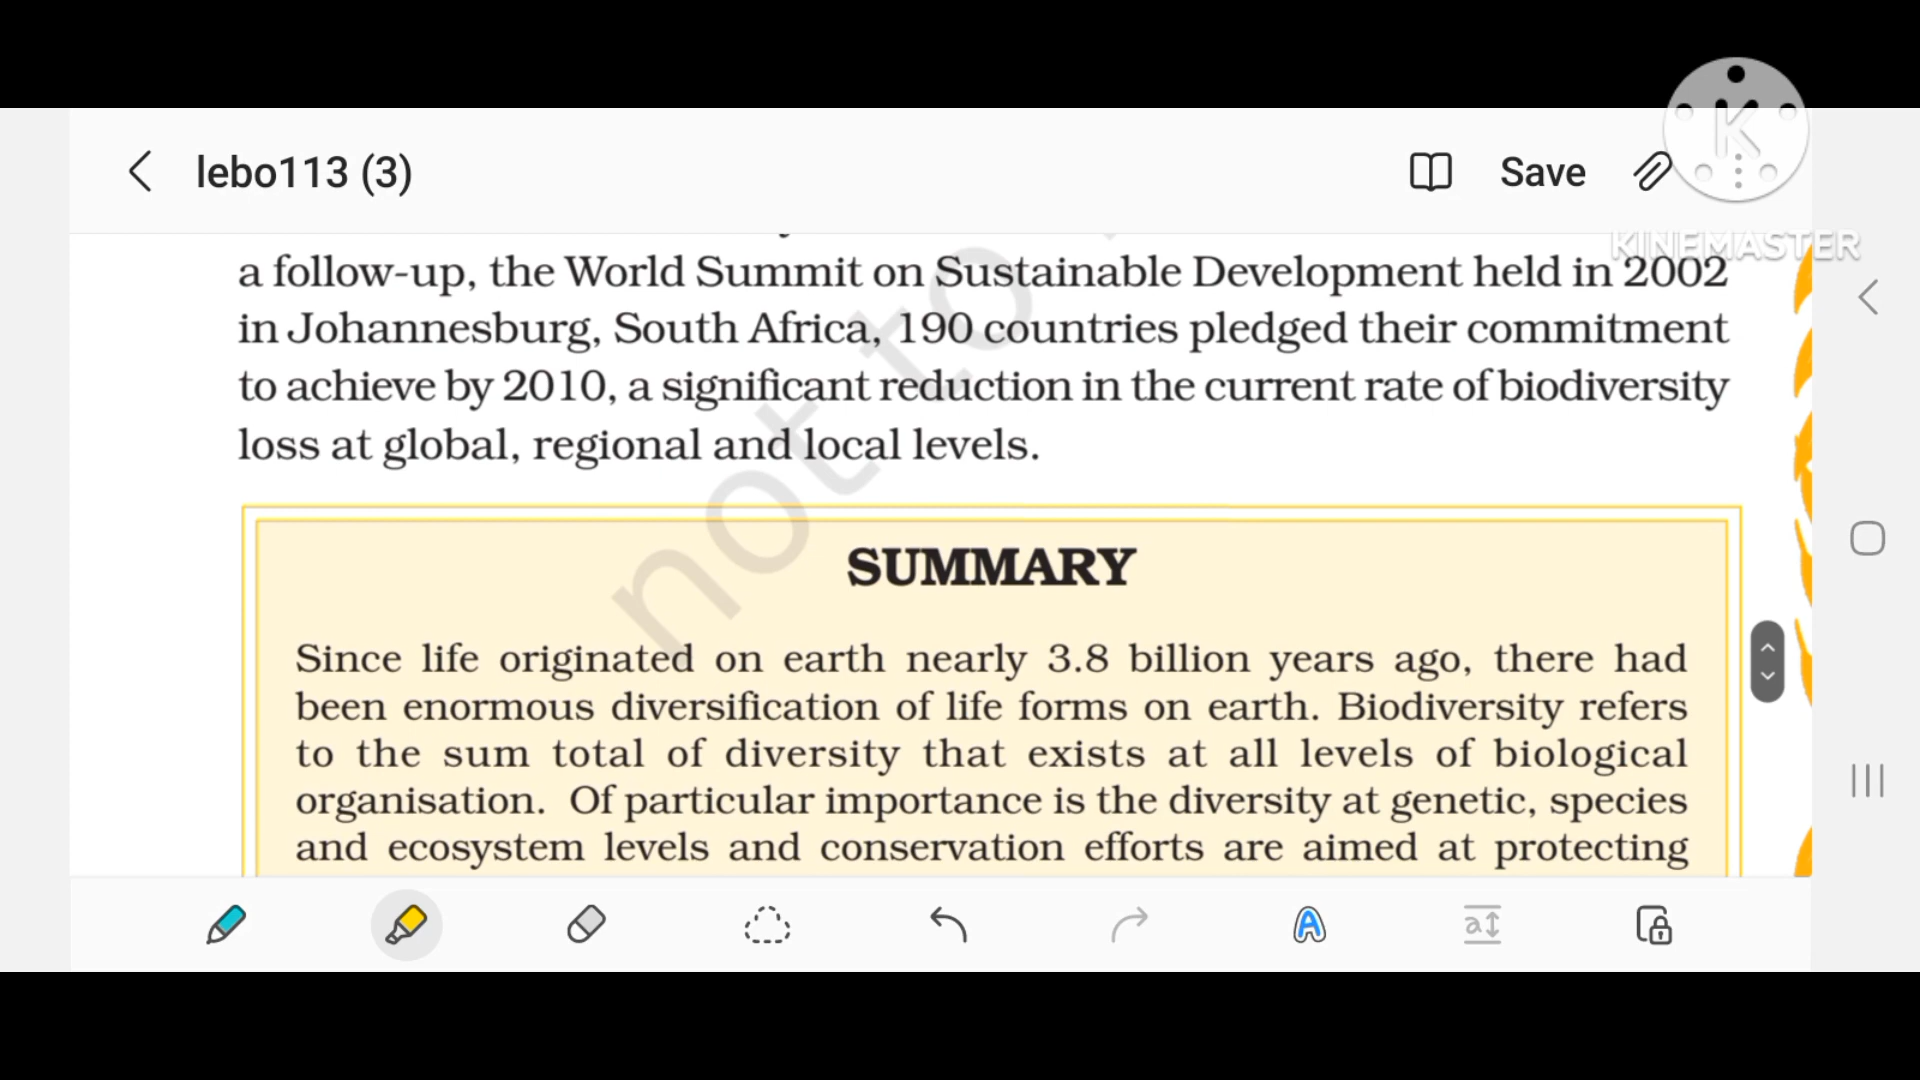 lebo113 (3)
Save
K
KINEMASTER
a follow-up, the World Summit on Sustainable Development held in 2002
in Johannesburg, South Africa, 190 countries pledged their commitment
to achieve by 2010, a significant reduction in the current rate of biodiversity
loss at global, regional and local levels.
not to
SUMMARY
Since life originated on earth nearly 3.8 billion years ago, there had
been enormous diversification of life forms on earth. Biodiversity refers
to the sum total of diversity that exists at all levels of biological
organisation. Of particular importance is the diversity at genetic, species
and ecosystem levels and conservation efforts are aimed at protecting
A
a